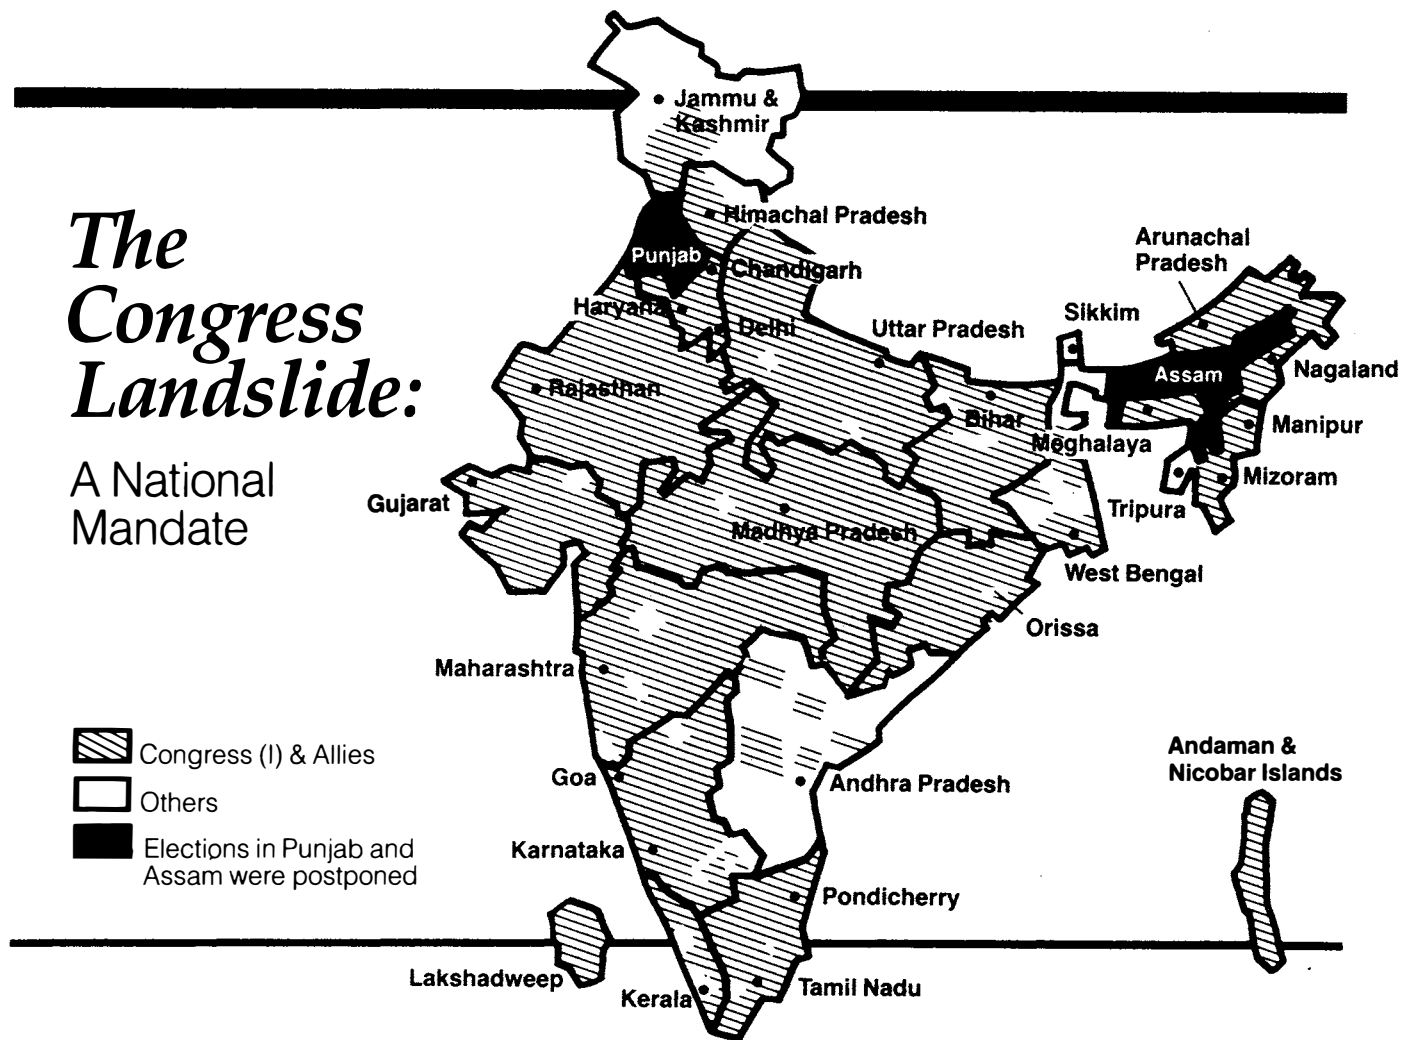 The
Congress
Landslide:
A National
Mandate
Jammu &
Kashmir
Himachal Pradesh
Punjab
Chandigarh
Haryana
Delhi
Uttar Pradesh
Arunachal
Pradesh
Sikkim
Assam
Nagaland
Rajasthan
Bihar
Meghalaya
Manipur
Mizoram
Tripura
Gujarat
Madhya Pradesh
West Bengal
Orissa
Maharashtra
Congress (I) & Allies
Others
Elections in Punjab and
Assam were postponed
Goa
Andhra Pradesh
Andaman &
Nicobar Islands
Karnataka
Pondicherry
Lakshadweep
Kerala
Tamil Nadu